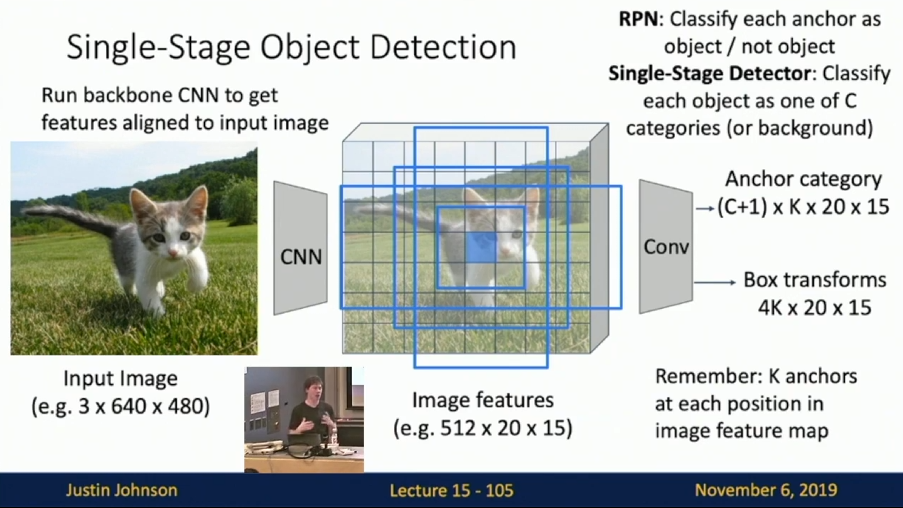 Single-Stage Object Detection
RPN: Classify each anchor as
object / not object
Single-Stage Detector: Classify
each object as one of C
categories (or background)
Run backbone CNN to get
features aligned to input image
CNN
Conv
Anchor category
(C+1) x K x 20 x 15
Box transforms
4K x 20 x 15
Input Image
(e.g. 3 x 640 x 480)
Image features
(e.g. 512 x 20 x 15)
Remember: K anchors
at each position in
image feature map
Justin Johnson
Lecture 15 - 105
November 6, 2019